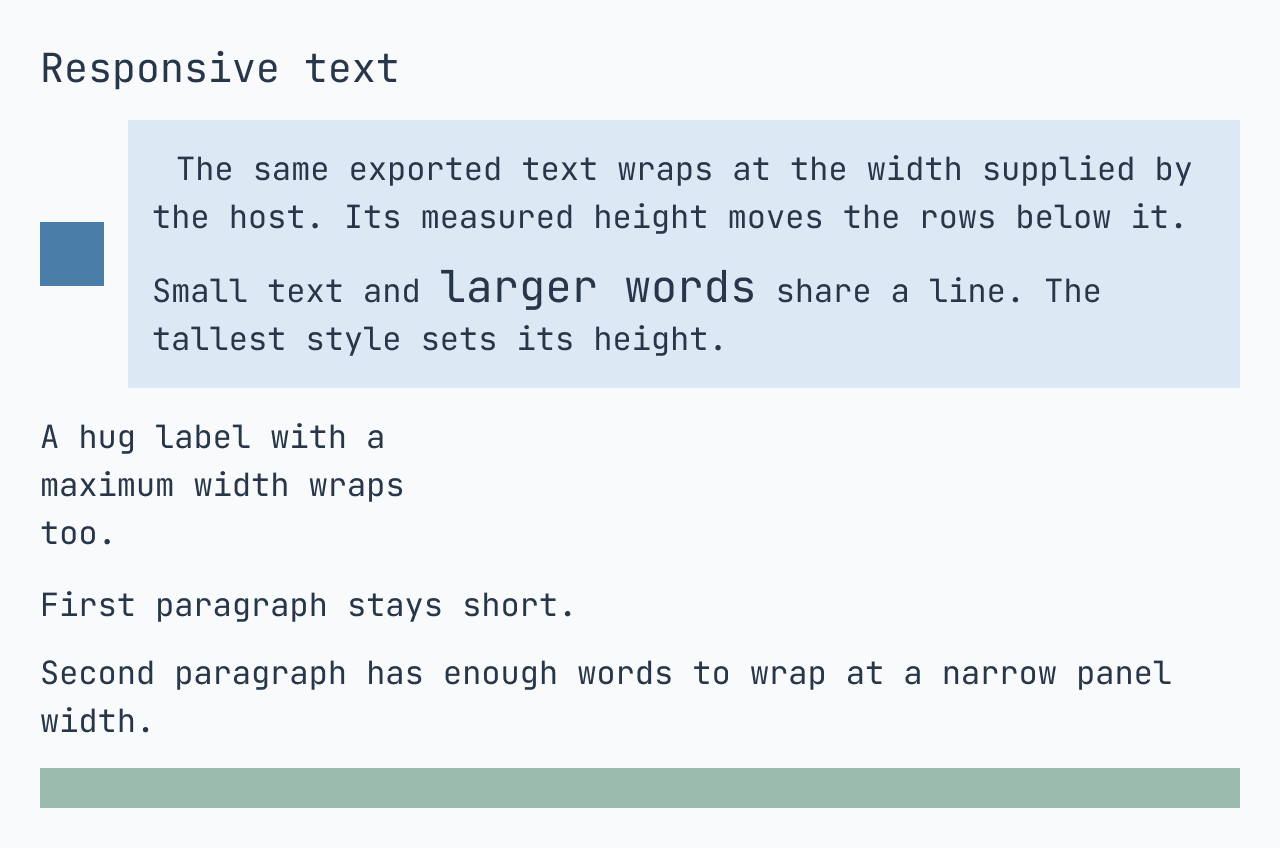 Responsive text
The same exported text wraps at the width supplied by
the host. Its measured height moves the rows below it.
Small text and larger words share a line. The
tallest style sets its height.
A hug label with a
maximum width wraps
too.
First paragraph stays short.
Second paragraph has enough words to wrap at a narrow panel
width.